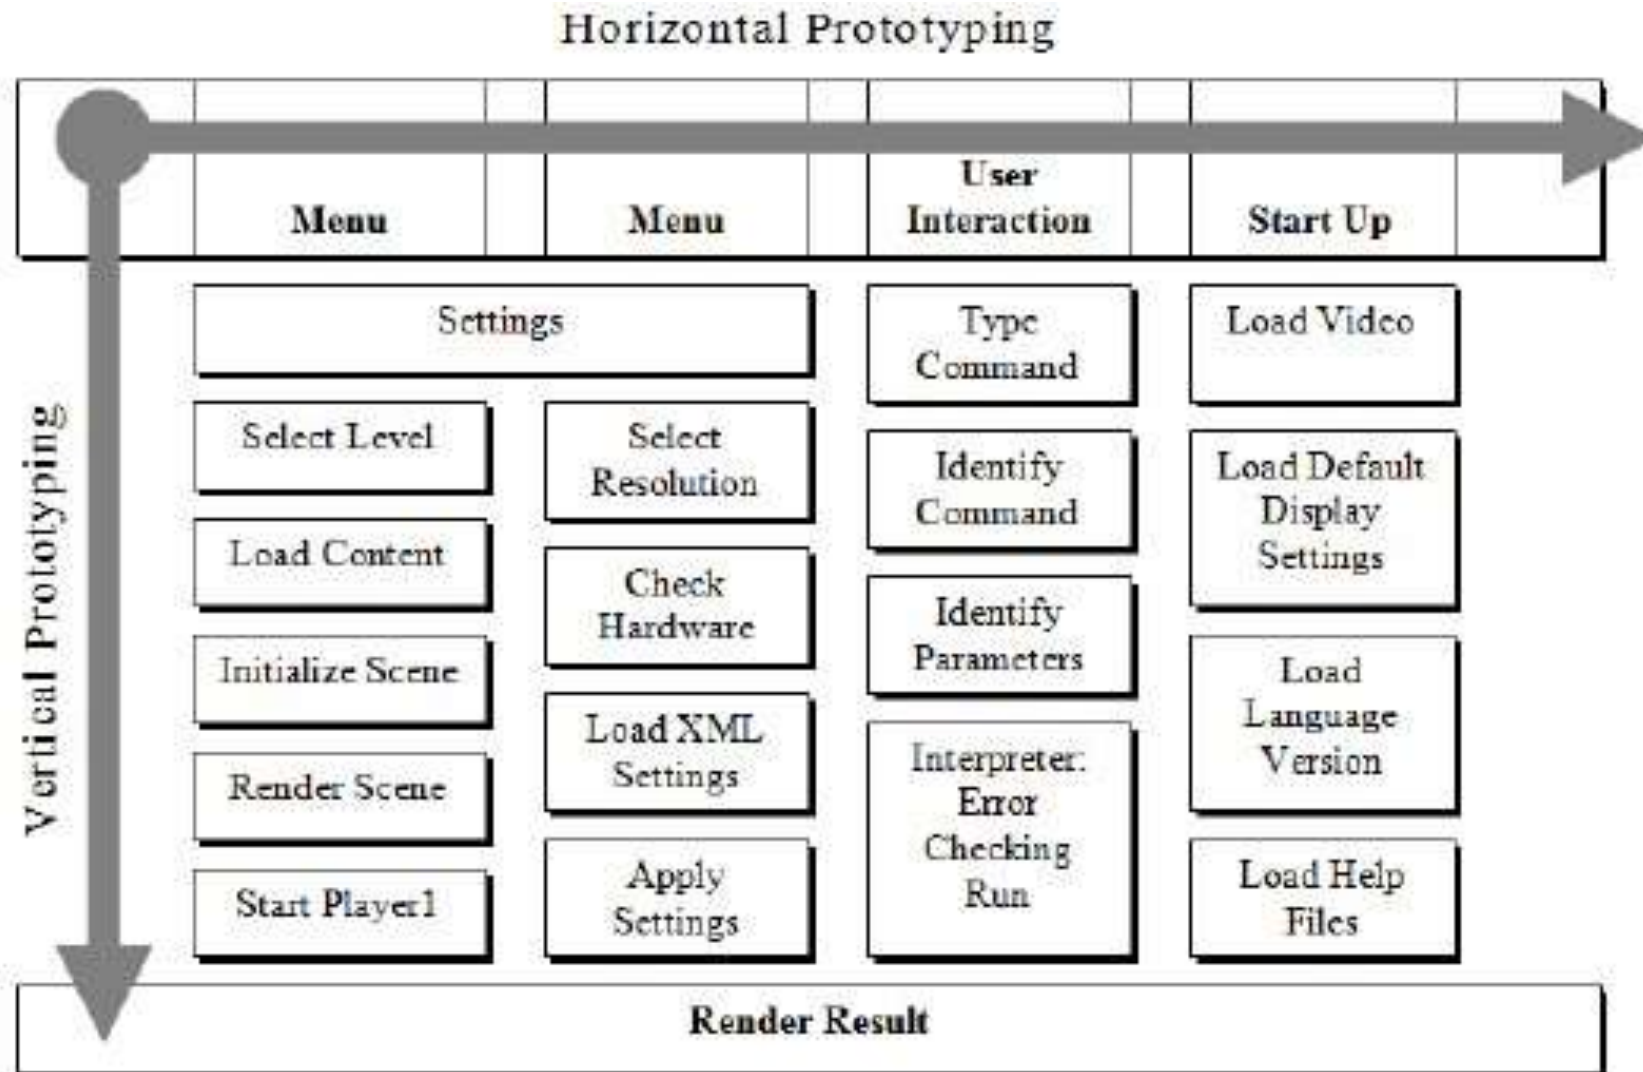 Horizontal Prototyping
Vertical Prototyping
Menu
Menu
User
Interaction
Start Up
Settings
Select Level
Load Content
Initialize Scene
Render Scene
Start Player1
Select
Resolution
Check
Hardware
Load XML
Settings
Apply
Settings
Type
Command
Identify
Command
Identify
Parameters
Interpreter:
Error
Checking
Run
Load Video
Load Default
Display
Settings
Load
Language
Version
Load Help
Files
Render Result